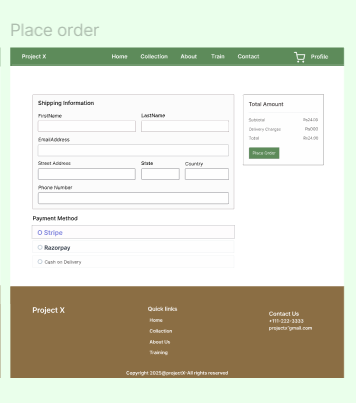 Place order
Project X Home Collection About Train Contact Profile
Shipping Information
FirstName LastName
EmainAddress
Street Address State Country
Phone Number
Total Amount
Subtotal Rs24.00
Delivery Charges Rs000
Total Rs24.00
Place Order
Payment Method
Stripe
Razorpay
Cash on Delivery
Project X
Quick links
Home
Collection
About Us
Training
Contact Us
+111-222-3333
projectx'gmail.com
Copyright 2025@projectX-All rights reserved